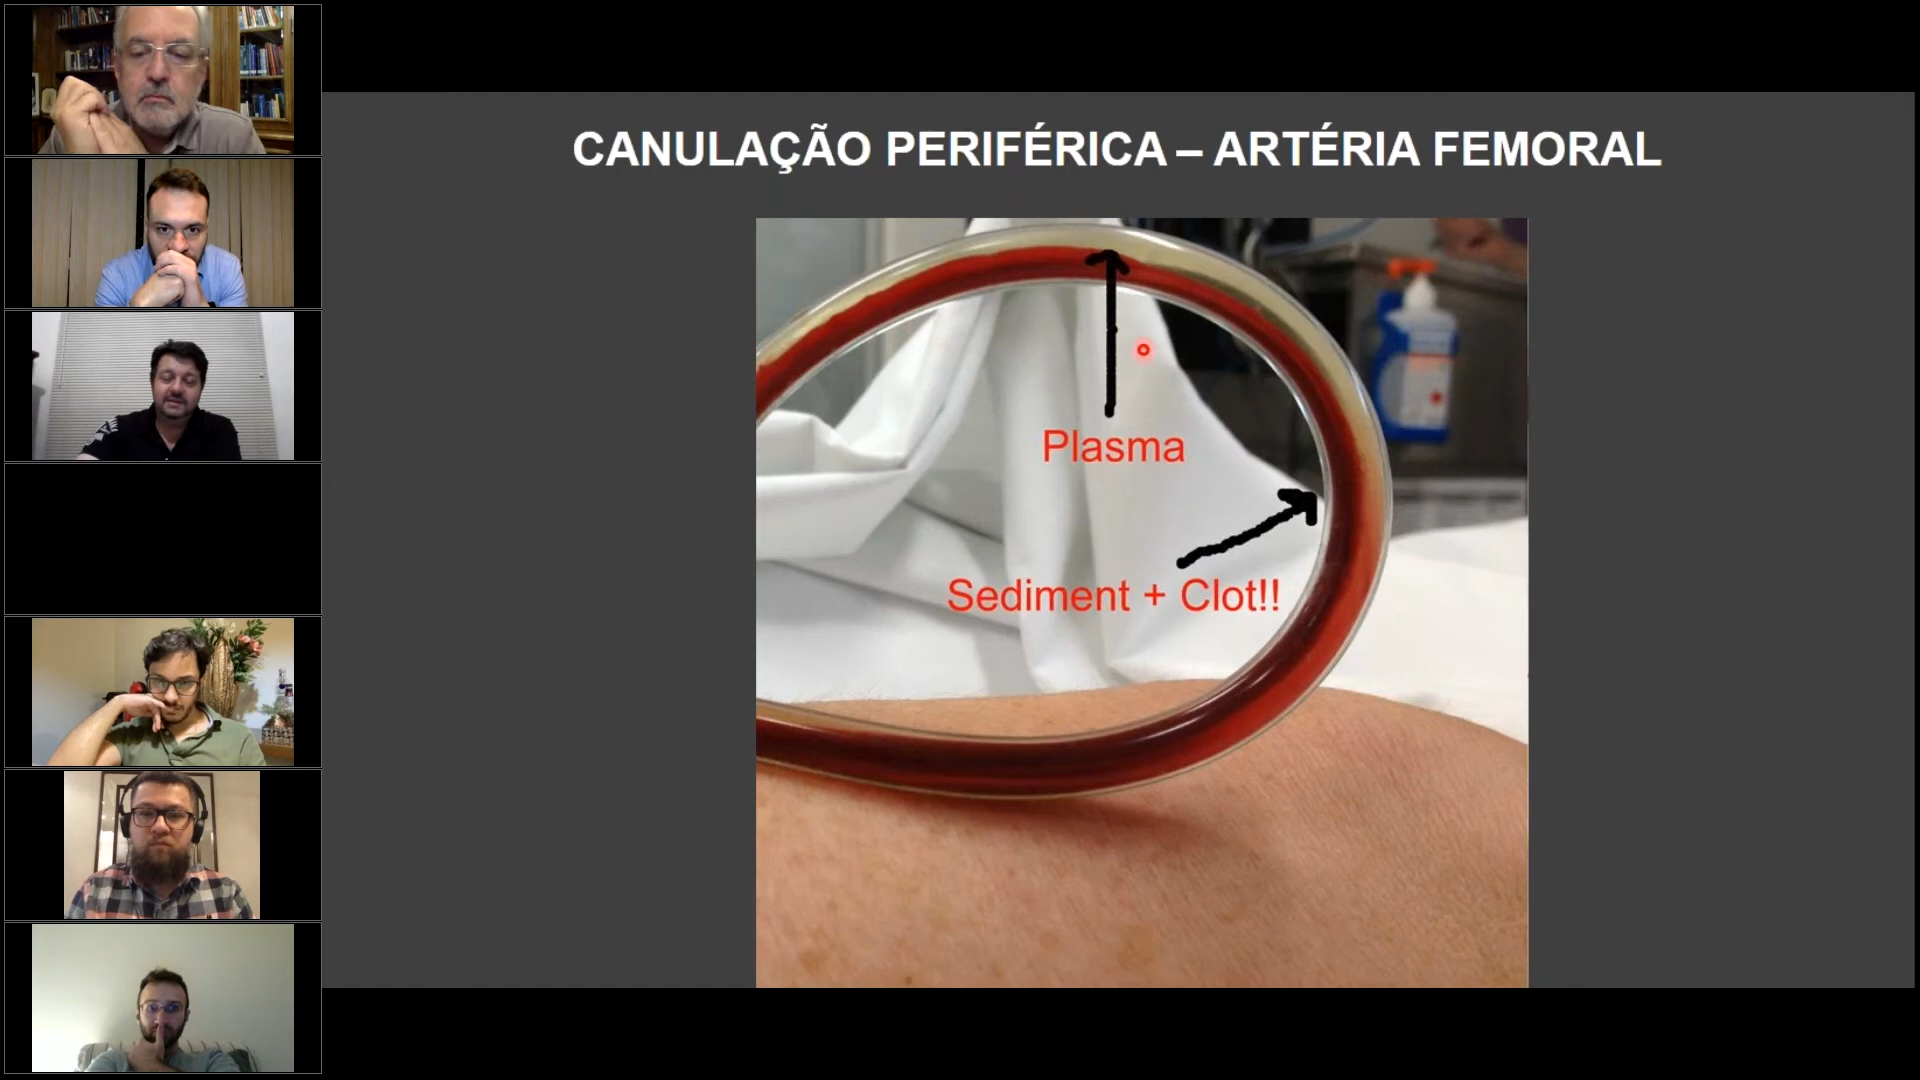 CANULAÇÃO PERIFÉRICA – ARTÉRIA FEMORAL
Plasma
Sediment + Clot!!